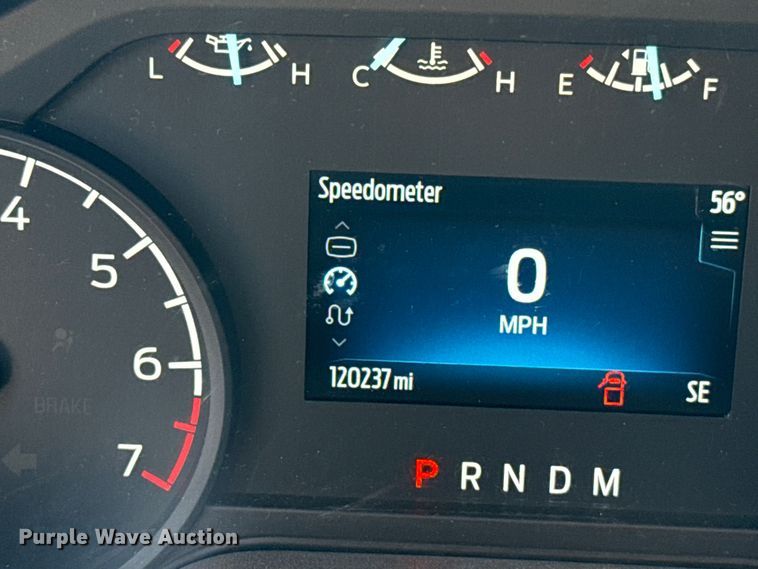 L H C H E F
Speedometer 56°
4
5
0
MPH
6
120237 mi SE
BRAKE
7
P R N D M
Purple Wave Auction